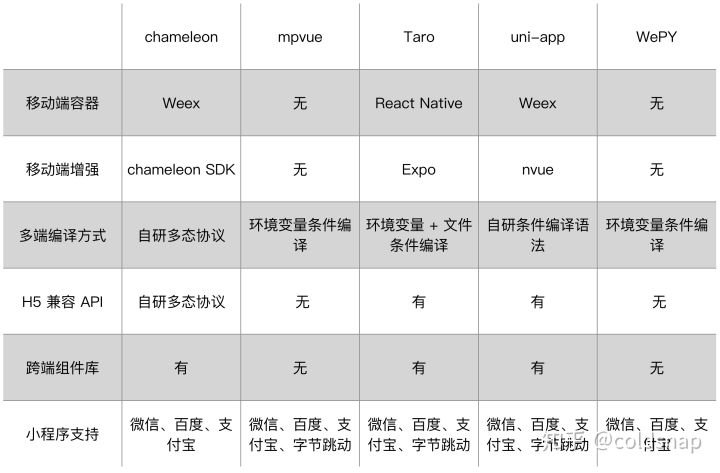 chameleon mpvue Taro uni-app WePY
移动端容器 Weex 无 React Native Weex 无
移动端增强 chameleon SDK 无 Expo nvue 无
多端编译方式 自研多态协议 环境变量条件编译 环境变量 + 文件条件编译 自研条件编译语法 环境变量条件编译
H5 兼容 API 自研多态协议 无 有 有 无
跨端组件库 有 无 有 有 无
小程序支持 微信、百度、支付宝 微信、百度、支付宝、字节跳动 微信、百度、支付宝、字节跳动 微信、百度、支付宝、字节跳动 微信、百度、支付宝
知乎 @coldsnap